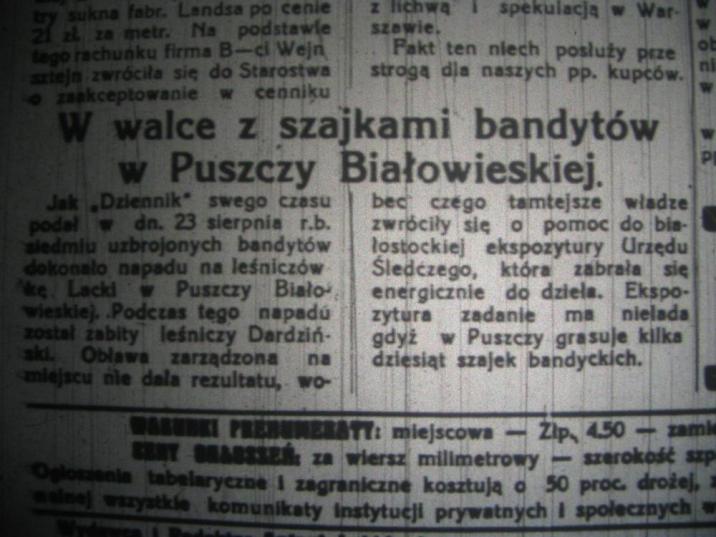 try sukna fabr. Landsa po cenie
21 zł. za metr. Na podstawie
tego rachunku firma B—ci Wejn
sztejn zwróciła się do Starostwa
o zaakceptowanie w cenniku
z lichwą i spekulacją w War-
szawie.
Fakt ten niech posłuży prze
strogą dla naszych pp. kupców.
W walce z szajkami bandytów
w Puszczy Białowieskiej.
Jak „Dziennik" swego czasu
podał w dn. 23 sierpnia r.b.
siedmiu uzbrojonych bandytów
dokonało napadu na leśniczów
kę Lacki w Puszczy Biało-
wieskiej. Podczas tego napadu
został zabity leśniczy Dardziń-
ski. Obława zarządzona na
miejscu nie dala rezultatu, wo-
bec czego tamtejsze władze
zwróciły się o pomoc do bia-
łostockiej ekspozytury Urzędu
Śledczego, która zabrała się
energicznie do dzieła. Ekspo-
zytura zadanie ma nielada
gdyż w Puszczy grasuje kilka
dziesiąt szajek bandyckich.
WARUNKI PRENUMERATY: miejscowa — Złp. 4.50 — zamie
CENY OGŁOSZEŃ: za wiersz milimetrowy — szerokość szp
Ogłoszenia tabelaryczne i zagraniczne kosztują o 50 proc. drożej,
wszystkie komunikaty instytucji prywatnych i społecznych w